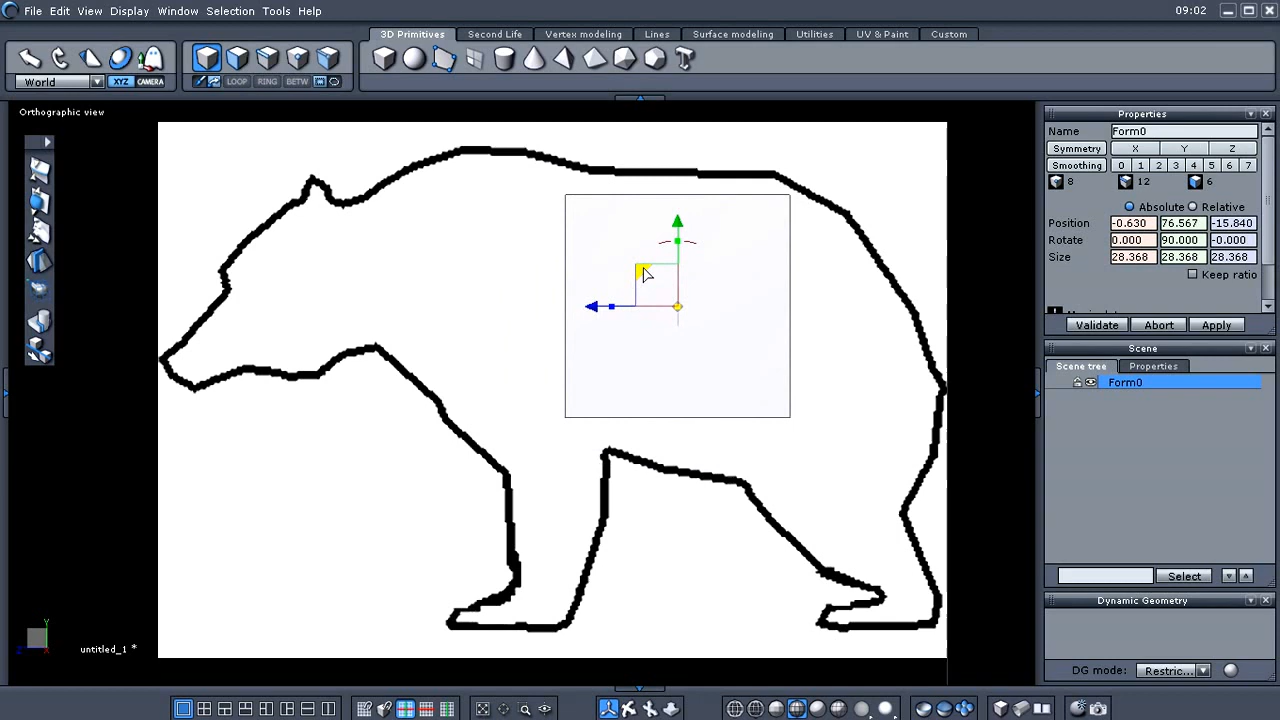 File Edit View Display Window Selection Tools Help 09:02
3D Primitives Second Life Vertex modeling Lines Surface modeling Utilities UV & Paint Custom
World XYZ CAMERA LOOP RING BETW
Orthographic view
Properties
Name Form0
Symmetry X Y Z
Smoothing 0 1 2 3 4 5 6 7
8 12 6
Absolute Relative
Position -0.630 76.567 -15.840
Rotate 0.000 90.000 -0.000
Size 28.368 28.368 28.368
Keep ratio
Validate Abort Apply
Scene
Scene tree Properties
Form0
Select
Dynamic Geometry
DG mode: Restric...
Y
Z X
untitled_1 *